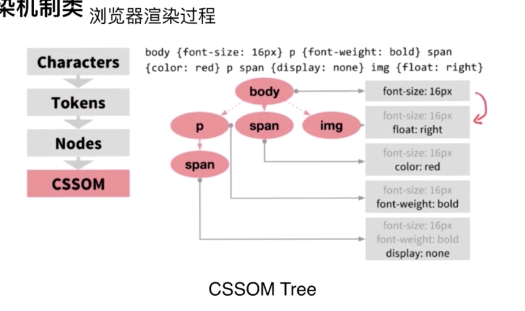 染机制类 浏览器渲染过程
Characters
Tokens
Nodes
CSSOM
body {font-size: 16px} p {font-weight: bold} span
{color: red} p span {display: none} img {float: right}
body
p
span
img
span
font-size: 16px
font-size: 16px
float: right
font-size: 16px
color: red
font-size: 16px
font-weight: bold
font-size: 16px
font-weight: bold
display: none
CSSOM Tree